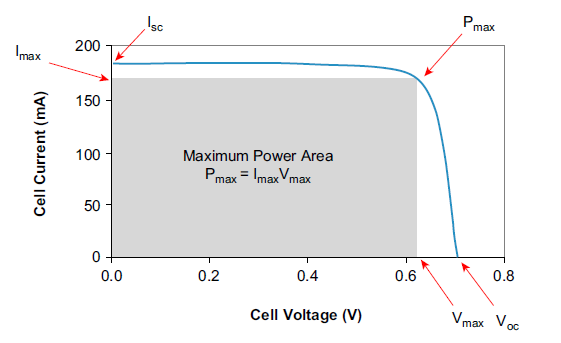 Isc
Pmax
Imax
200
150
100
50
0
Cell Current (mA)
Maximum Power Area
Pmax = ImaxVmax
0.0
0.2
0.4
0.6
0.8
Cell Voltage (V)
Vmax
Voc